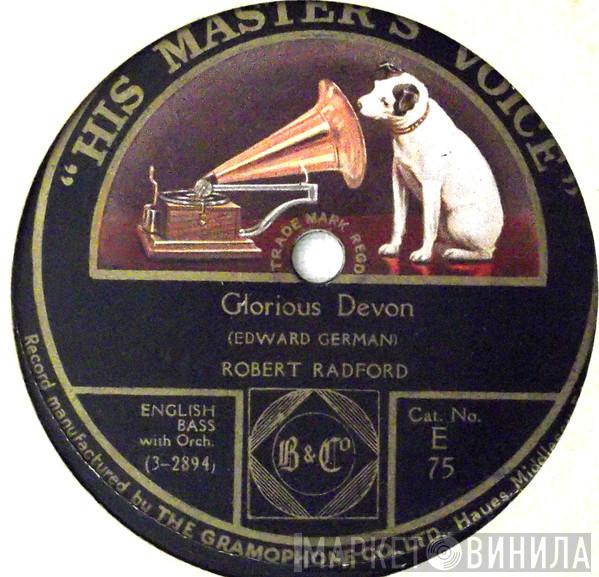 "HIS MASTER'S VOICE"
TRADE MARK REGD
Glorious Devon
(EDWARD GERMAN)
ROBERT RADFORD
ENGLISH
BASS
with Orch.
(3-2894)
B & Co
Cat. No.
E
75
Record manufactured by THE GRAMOPHONE CO., LTD., Hayes, Middlesex
МАРКЕТ ВИНИЛА